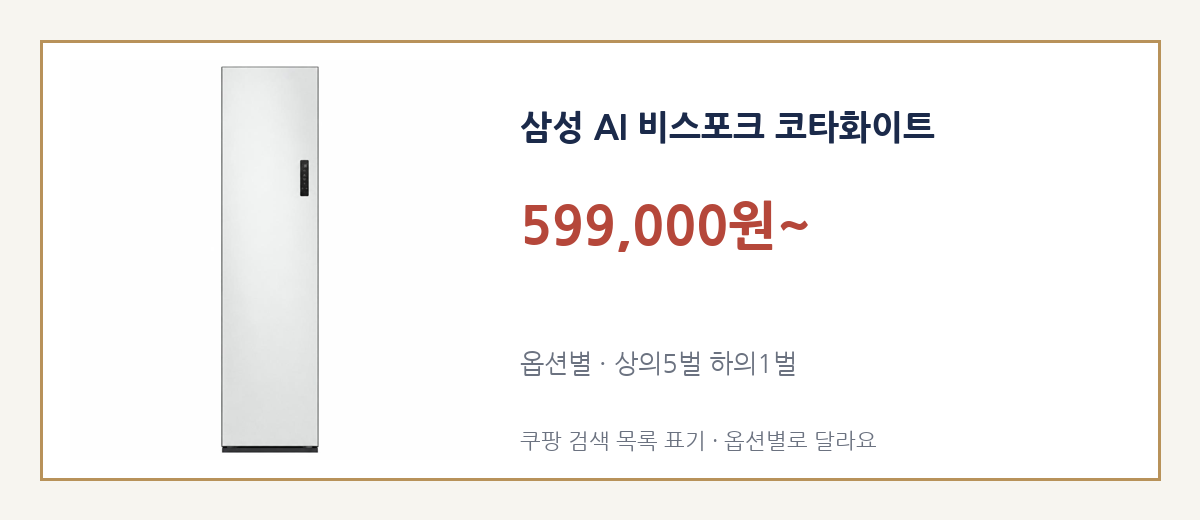 삼성 AI 비스포크 코타화이트
599,000원~
옵션별 · 상의5벌 하의1벌
쿠팡 검색 목록 표기 · 옵션별로 달라요